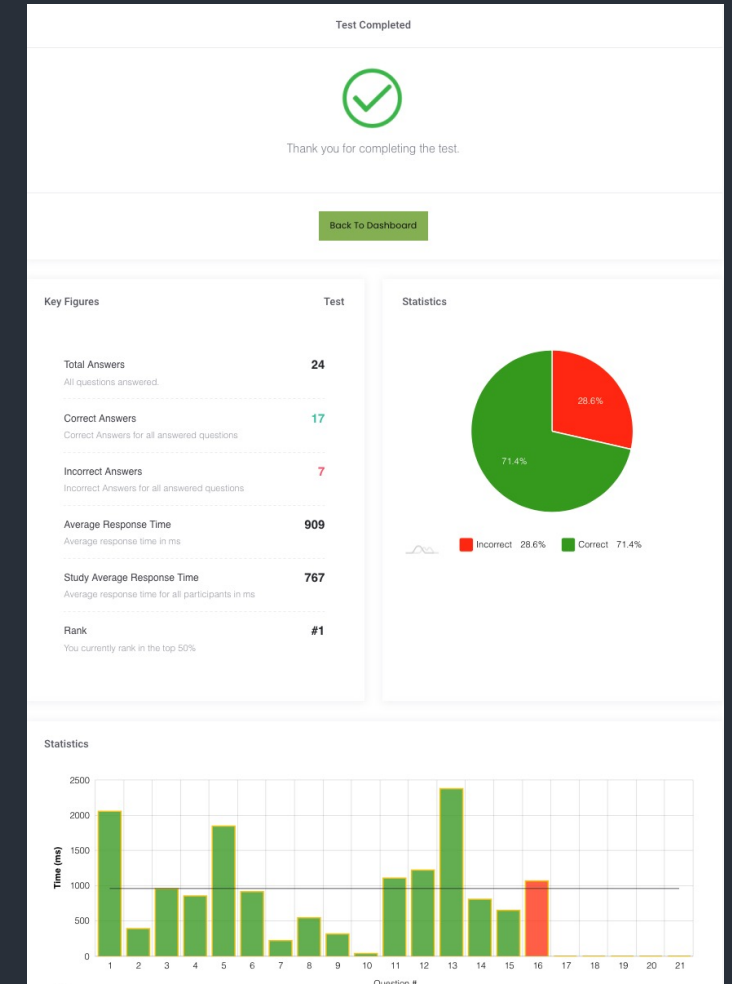 Test Completed
Thank you for completing the test.
Back To Dashboard
Key Figures Test
Total Answers 24
All questions answered.
Correct Answers 17
Correct Answers for all answered questions
Incorrect Answers 7
Incorrect Answers for all answered questions
Average Response Time 909
Average response time in ms
Study Average Response Time 767
Average response time for all participants in ms
Rank #1
You currently rank in the top 50%
Statistics
28.6%
71.4%
Incorrect 28.6% Correct 71.4%
Statistics
Time (ms)
2500
2000
1500
1000
500
0
1 2 3 4 5 6 7 8 9 10 11 12 13 14 15 16 17 18 19 20 21
Question #